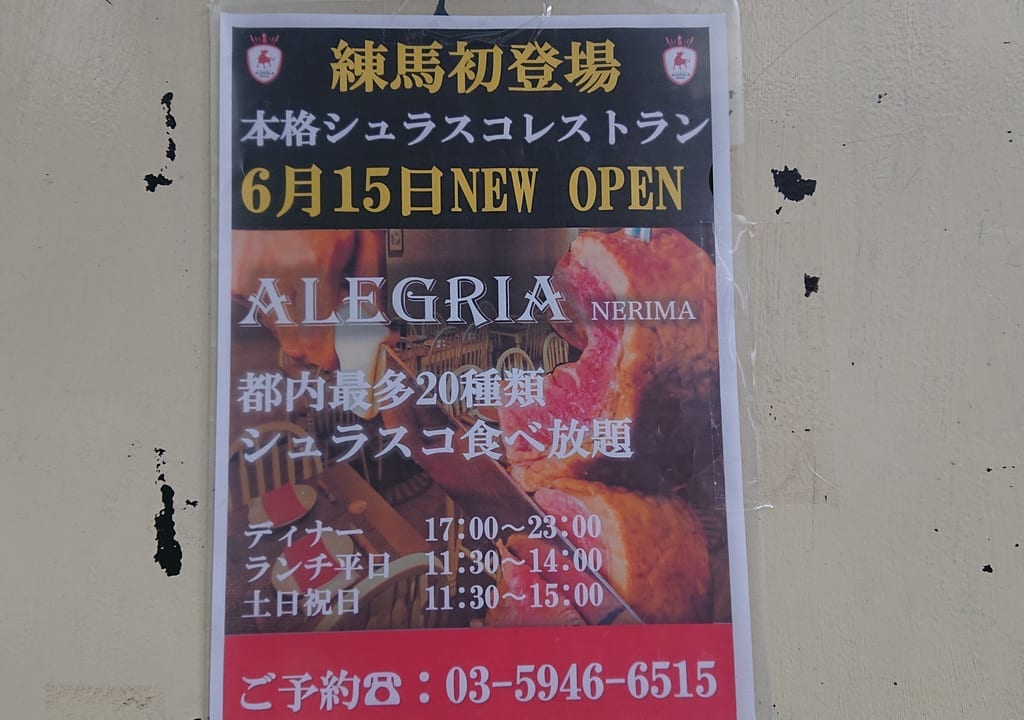 練馬初登場
本格シュラスコレストラン
6月15日NEW OPEN
ALEGRIA NERIMA
都内最多20種類
シュラスコ食べ放題
ディナー 17:00～23:00
ランチ平日 11:30～14:00
土日祝日 11:30～15:00
ご予約☎：03-5946-6515